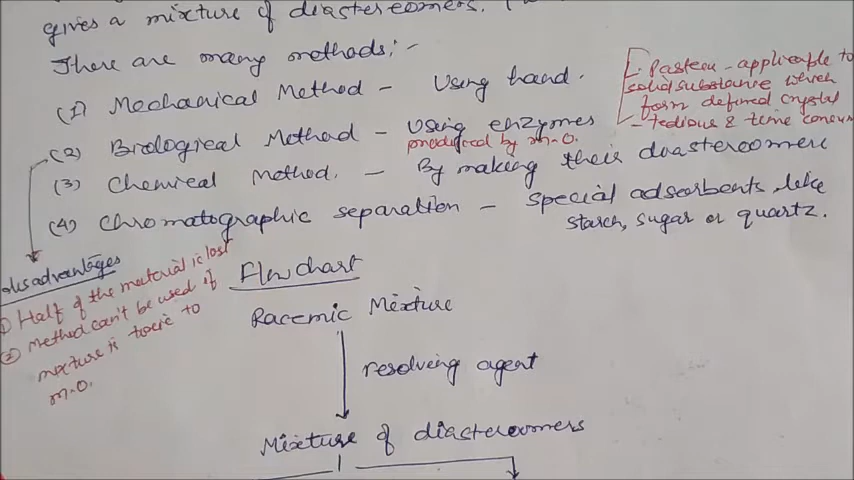 gives a mixture of diastereomers.
There are many methods:-
(1) Mechanical Method - Using hand.
[. Pasteur - applicable to
solid substance which
form defined crystal
- tedious & time consum
(2) Biological Method - Using enzymes
produced by m.o.
(3) Chemical Method. - By making their diastereomers
(4) Chromatographic separation - Special adsorbents like
starch, sugar or quartz.
disadvantages
① Half of the material is lost
② Method can't be used if
mixture is toxic to
m.o.
Flow chart
Racemic Mixture
resolving agent
Mixture of diastereomers